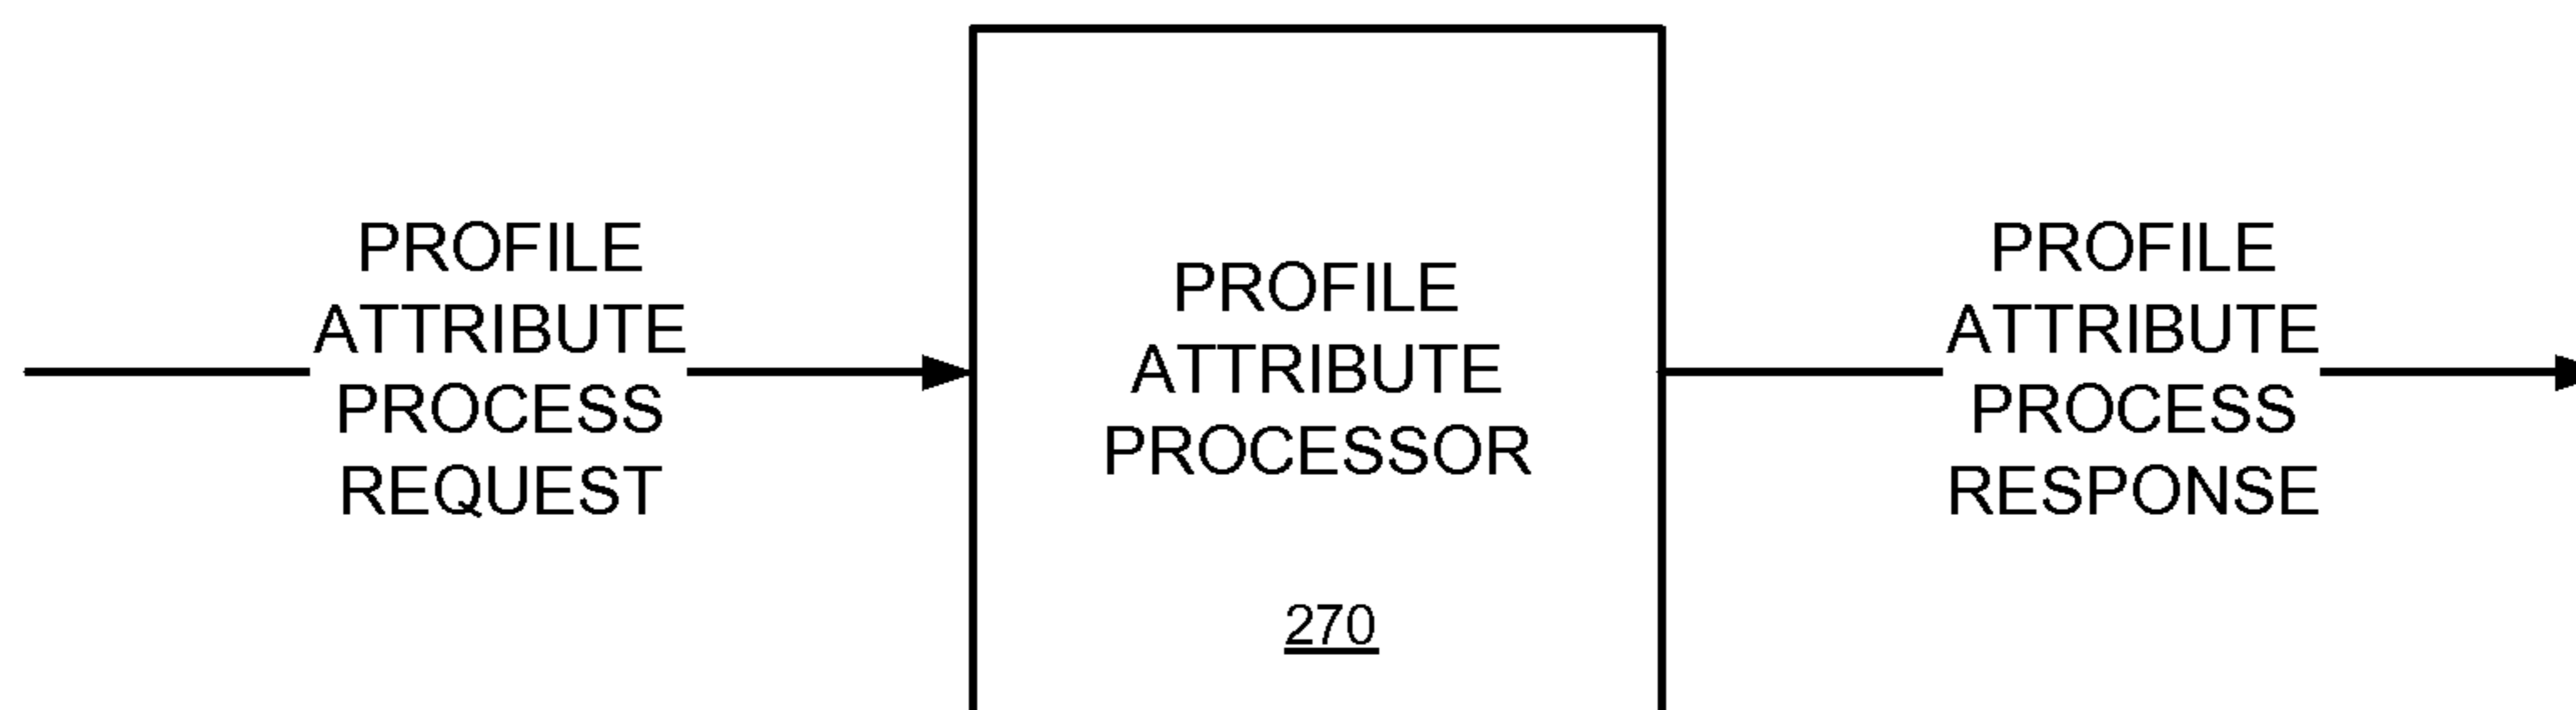 PROFILE
ATTRIBUTE
PROCESS
REQUEST
PROFILE
ATTRIBUTE
PROCESSOR
270
PROFILE
ATTRIBUTE
PROCESS
RESPONSE